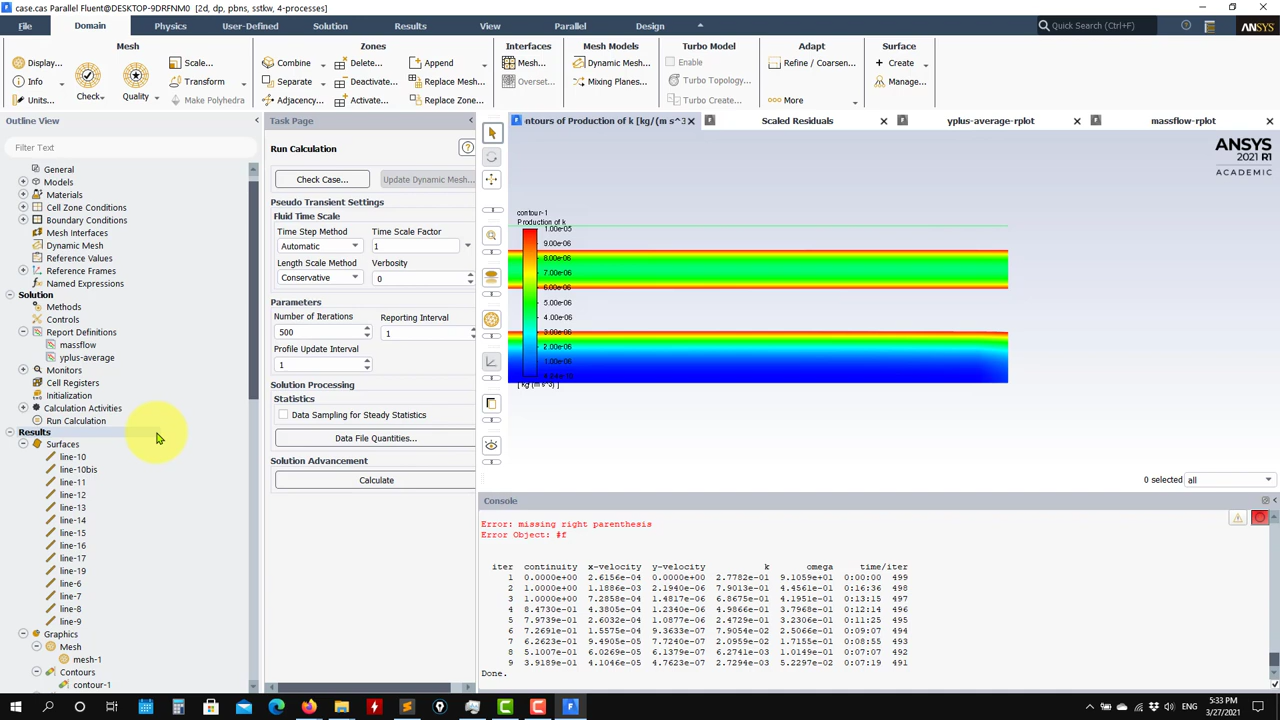 case.cas Parallel Fluent@DESKTOP-9DRFNM0 [2d, dp, pbns, sstkw, 4-processes]
File Domain Physics User-Defined Solution Results View Parallel Design Quick Search (Ctrl+F) ANSYS
Mesh Zones Interfaces Mesh Models Turbo Model Adapt Surface
Display... Scale... Combine Delete... Append Mesh... Dynamic Mesh... Enable Refine / Coarsen... Create
Info Check Quality Transform Separate Deactivate... Replace Mesh... Overset... Mixing Planes... Turbo Topology... Manage...
Units... Make Polyhedra Adjacency... Activate... Replace Zone... Turbo Create... More
Outline View
Filter Text
General
Models
Materials
Cell Zone Conditions
Boundary Conditions
Mesh Interfaces
Dynamic Mesh
Reference Values
Reference Frames
Named Expressions
Solution
Methods
Controls
Report Definitions
massflow
yplus-average
Monitors
Cell Registers
Initialization
Calculation Activities
Run Calculation
Results
Surfaces
line-10
line-10bis
line-11
line-12
line-13
line-14
line-15
line-16
line-17
line-19
line-6
line-7
line-8
line-9
Graphics
Mesh
mesh-1
Contours
contour-1
Task Page
Run Calculation
Check Case... Update Dynamic Mesh...
Pseudo Transient Settings
Fluid Time Scale
Time Step Method Time Scale Factor
Automatic 1
Length Scale Method Verbosity
Conservative 0
Parameters
Number of Iterations Reporting Interval
500 1
Profile Update Interval
1
Solution Processing
Statistics
Data Sampling for Steady Statistics
Data File Quantities...
Solution Advancement
Calculate
ntours of Production of k [kg/(m s^3 Scaled Residuals yplus-average-rplot massflow-rplot
ANSYS
2021 R1
ACADEMIC
contour-1
Production of k
1.00e-05
9.00e-06
8.00e-06
7.00e-06
6.00e-06
5.00e-06
4.00e-06
3.00e-06
2.00e-06
1.00e-06
[ kg/(m s^3) ]
0 selected all
Console
Error: missing right parenthesis
Error Object: #f
iter continuity x-velocity y-velocity k omega time/iter
1 0.0000e+00 2.6156e-04 0.0000e+00 2.7782e-01 9.1059e+01 0:00:00 499
2 1.0000e+00 1.1886e-03 2.1940e-06 7.9013e-01 4.4561e-01 0:16:36 498
3 1.0000e+00 7.2858e-04 1.4817e-06 6.8675e-01 4.1951e-01 0:13:15 497
4 8.4730e-01 4.3805e-04 1.2340e-06 4.9866e-01 3.7968e-01 0:12:14 496
5 7.9739e-01 2.6032e-04 1.0877e-06 2.4729e-01 3.2306e-01 0:11:25 495
6 7.2691e-01 1.5575e-04 9.3637e-07 7.9054e-02 2.5066e-01 0:09:07 494
7 6.6262e-01 9.4905e-05 7.7240e-07 2.0959e-02 1.7155e-01 0:08:55 493
8 5.1007e-01 6.0269e-05 6.1379e-07 6.2741e-03 1.0149e-01 0:07:07 492
9 3.9189e-01 4.1046e-05 4.7623e-07 2.7294e-03 5.2297e-02 0:07:19 491
Done.
5:33 PM
3/27/2021